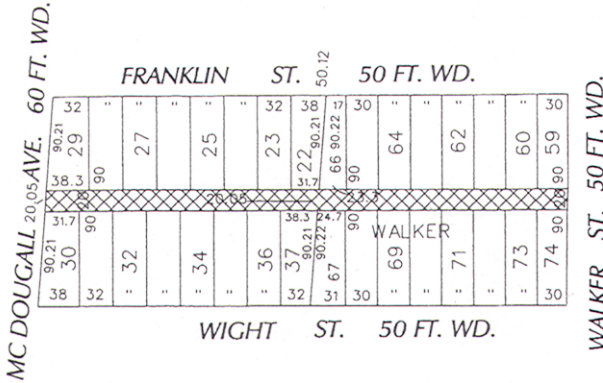 FRANKLIN ST. 50 FT. WD.
50.12
MC DOUGALL AVE. 60 FT. WD.
WALKER ST. 50 FT. WD.
32 " " " " 32 38 17 30 " " " " 30
90.21 29 27 25 23 22 90.21 90.22 66 64 62 60 59
38.3 90 31.7 90 90
20.05 20 20.05 23.3 20
31.7 90 38.3 24.7 90 WALKER 90
90.21 30 32 34 36 37 90.21 90.22 67 69 71 73 74
38 32 " " " " 32 31 30 " " " " 30
WIGHT ST. 50 FT. WD.